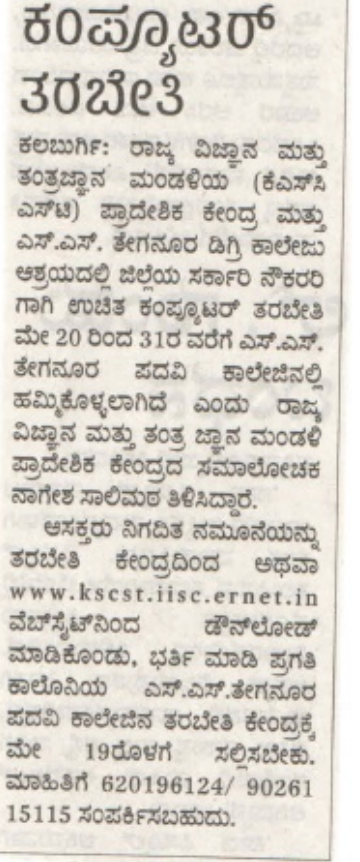 ಕಂಪ್ಯೂಟರ್
ತರಬೇತಿ
ಕಲಬುರ್ಗಿ: ರಾಜ್ಯ ವಿಜ್ಞಾನ ಮತ್ತು
ತಂತ್ರಜ್ಞಾನ ಮಂಡಳಿಯ (ಕೆಎಸ್‌ಸಿ
ಎಸ್‌ಟಿ) ಪ್ರಾದೇಶಿಕ ಕೇಂದ್ರ ಮತ್ತು
ಎಸ್.ಎಸ್. ತೇಗನೂರ ಡಿಗ್ರಿ ಕಾಲೇಜು
ಆಶ್ರಯದಲ್ಲಿ ಜಿಲ್ಲೆಯ ಸರ್ಕಾರಿ ನೌಕರರಿ
ಗಾಗಿ ಉಚಿತ ಕಂಪ್ಯೂಟರ್ ತರಬೇತಿ
ಮೇ 20 ರಿಂದ 31ರ ವರೆಗೆ ಎಸ್.ಎಸ್.
ತೇಗನೂರ ಪದವಿ ಕಾಲೇಜಿನಲ್ಲಿ
ಹಮ್ಮಿಕೊಳ್ಳಲಾಗಿದೆ ಎಂದು ರಾಜ್ಯ
ವಿಜ್ಞಾನ ಮತ್ತು ತಂತ್ರ ಜ್ಞಾನ ಮಂಡಳಿ
ಪ್ರಾದೇಶಿಕ ಕೇಂದ್ರದ ಸಮಾಲೋಚಕ
ನಾಗೇಶ ಸಾಲಿಮಠ ತಿಳಿಸಿದ್ದಾರೆ.
ಆಸಕ್ತರು ನಿಗದಿತ ನಮೂನೆಯನ್ನು
ತರಬೇತಿ ಕೇಂದ್ರದಿಂದ ಅಥವಾ
www.kscst.iisc.ernet.in
ವೆಬ್‌ಸೈಟ್‌ನಿಂದ ಡೌನ್‌ಲೋಡ್
ಮಾಡಿಕೊಂಡು, ಭರ್ತಿ ಮಾಡಿ ಪ್ರಗತಿ
ಕಾಲೊನಿಯ ಎಸ್.ಎಸ್.ತೇಗನೂರ
ಪದವಿ ಕಾಲೇಜಿನ ತರಬೇತಿ ಕೇಂದ್ರಕ್ಕೆ
ಮೇ 19ರೊಳಗೆ ಸಲ್ಲಿಸಬೇಕು.
ಮಾಹಿತಿಗೆ 620196124/ 90261
15115 ಸಂಪರ್ಕಿಸಬಹುದು.